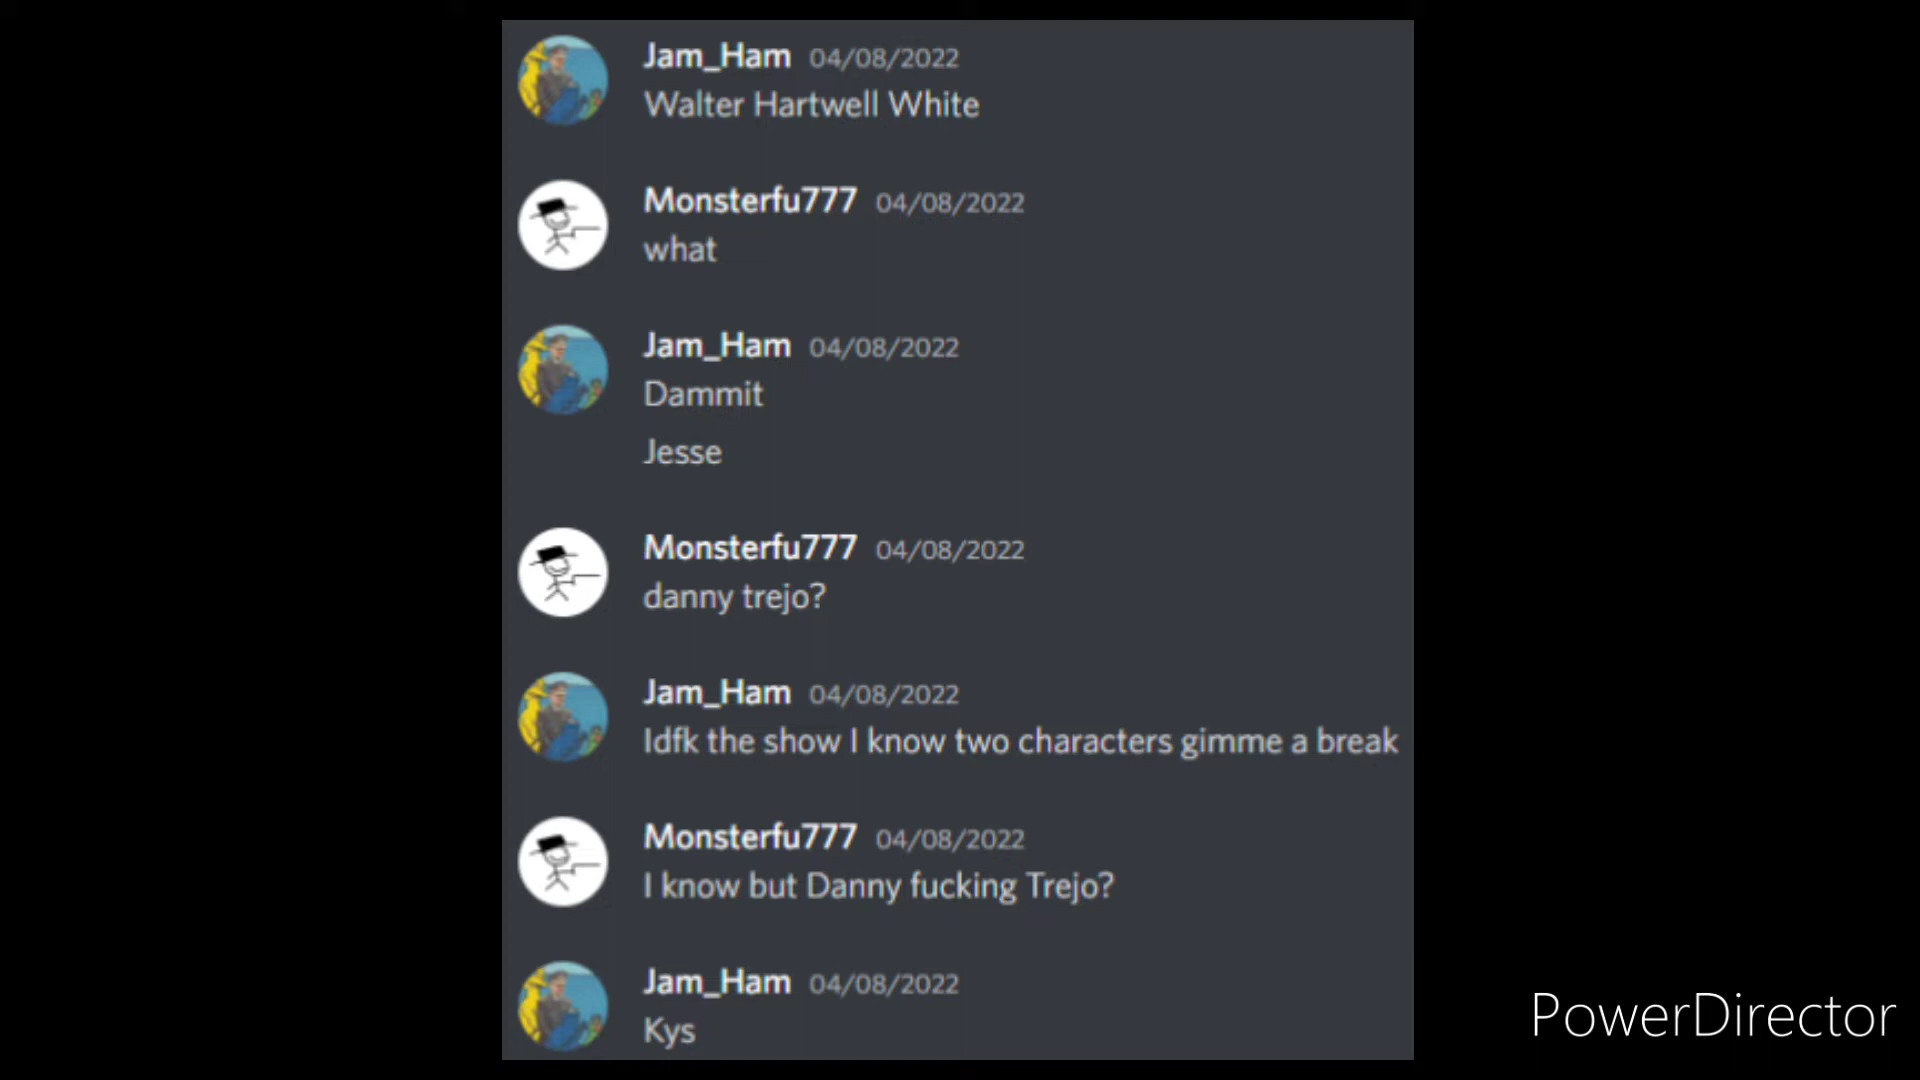 Jam_Ham 04/08/2022
Walter Hartwell White
Monsterfu777 04/08/2022
what
Jam_Ham 04/08/2022
Dammit
Jesse
Monsterfu777 04/08/2022
danny trejo?
Jam_Ham 04/08/2022
Idfk the show I know two characters gimme a break
Monsterfu777 04/08/2022
I know but Danny fucking Trejo?
Jam_Ham 04/08/2022
Kys
PowerDirector